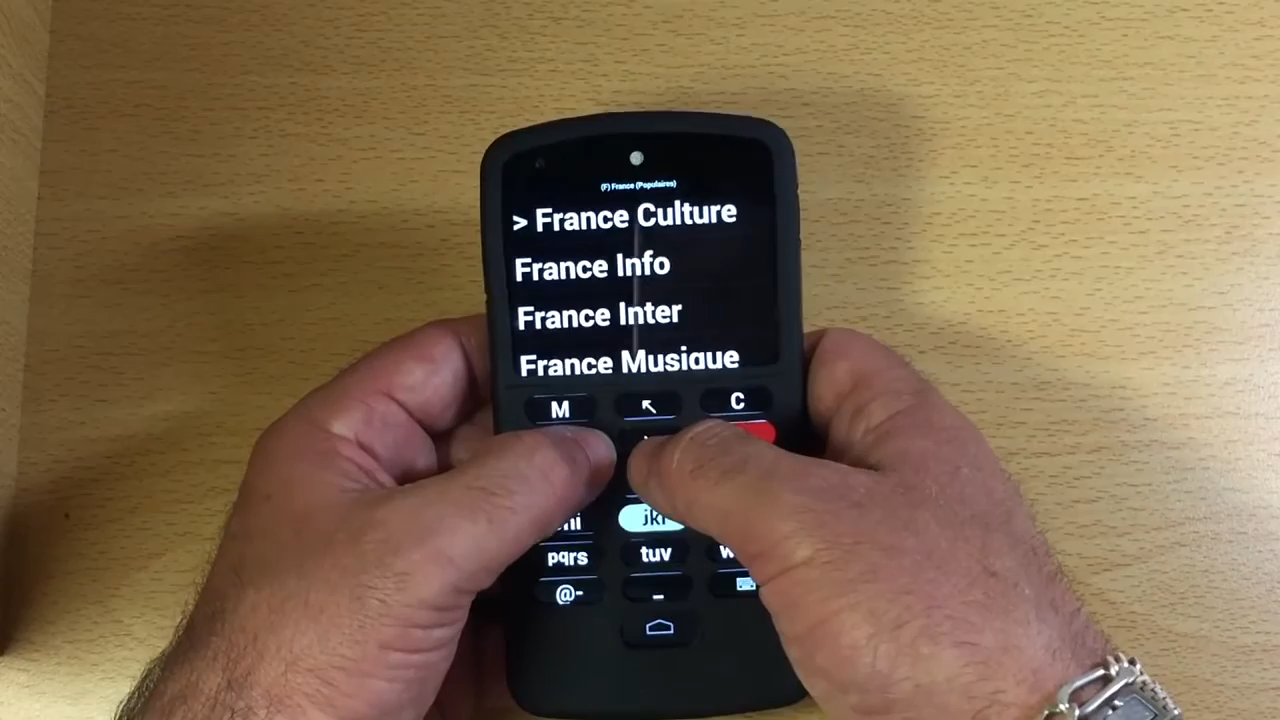 (F) France (Populaires)
> France Culture
France Info
France Inter
France Musique
M
C
jkl
pqrs
tuv
@-
_